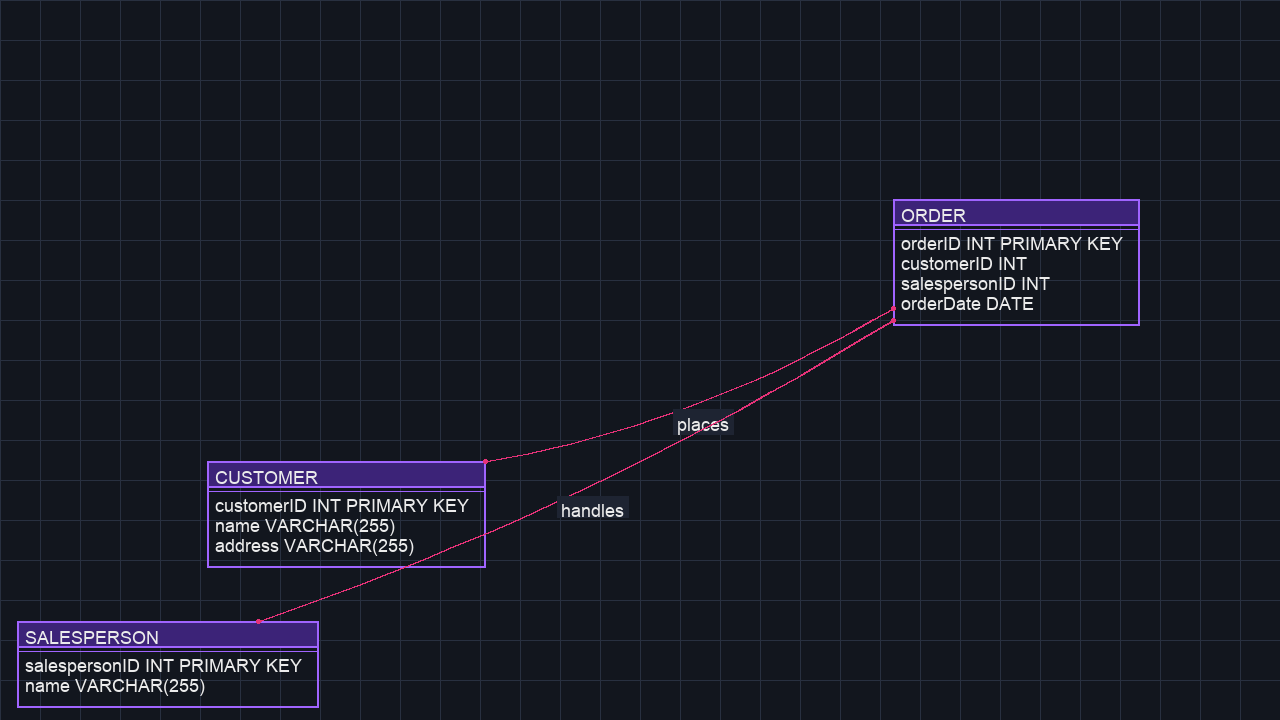 ORDER
orderID INT PRIMARY KEY
customerID INT
salespersonID INT
orderDate DATE
places
CUSTOMER
customerID INT PRIMARY KEY
name VARCHAR(255)
address VARCHAR(255)
handles
SALESPERSON
salespersonID INT PRIMARY KEY
name VARCHAR(255)